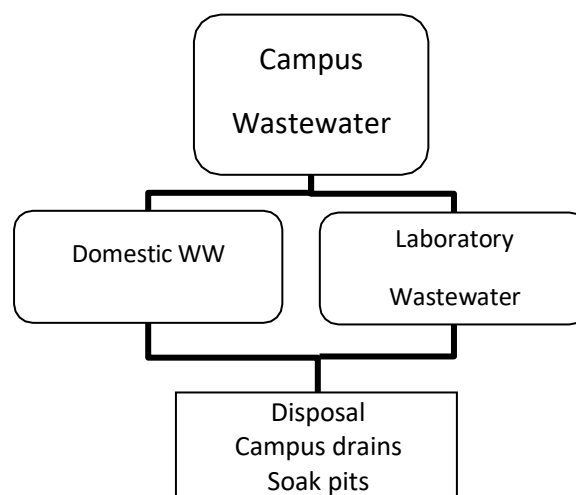 Campus
Wastewater
Domestic WW
Laboratory
Wastewater
Disposal
Campus drains
Soak pits